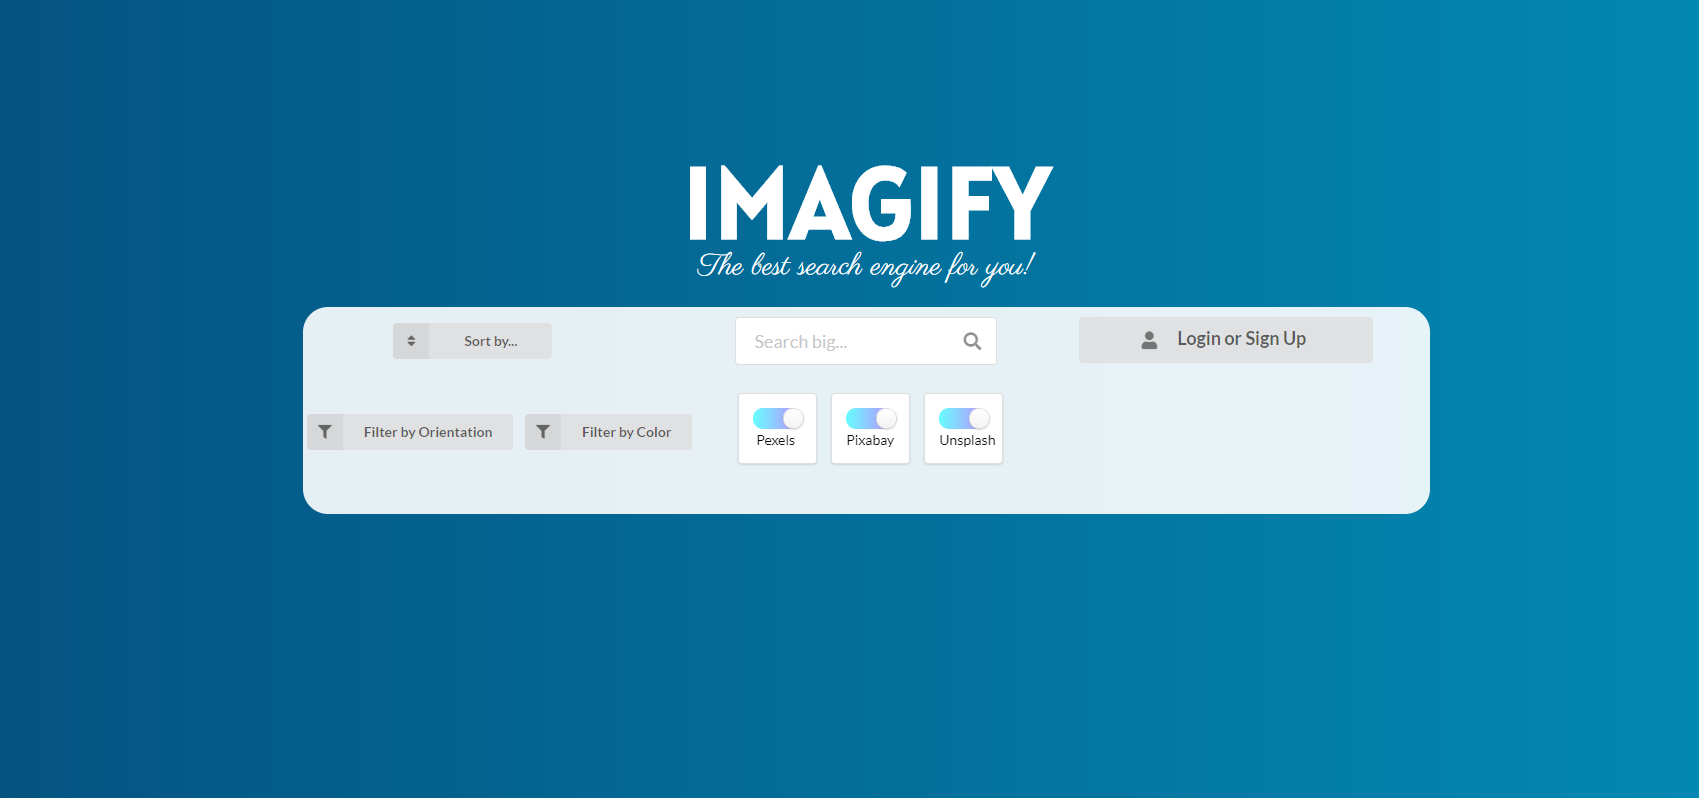 IMAGIFY
The best search engine for you!
Sort by...
Search big...
Login or Sign Up
Filter by Orientation
Filter by Color
Pexels
Pixabay
Unsplash